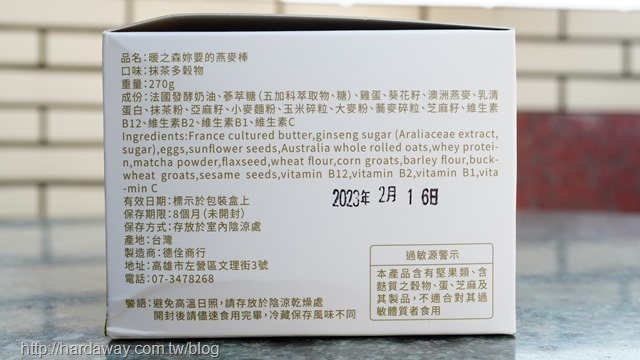 品名：暖之森妳要的燕麥棒
口味：抹茶多穀物
重量：270g
成份：法國發酵奶油、蔘萃糖（五加科萃取物、糖）、雞蛋、葵花籽、澳洲燕麥、乳清
蛋白、抹茶粉、亞麻籽、小麥麵粉、玉米碎粒、大麥粉、蕎麥碎粒、芝麻籽、維生素
B12、維生素B2、維生素B1、維生素C
Ingredients:France cultured butter,ginseng sugar (Araliaceae extract,
sugar),eggs,sunflower seeds,Australia whole rolled oats,whey protei-
n,matcha powder,flaxseed,wheat flour,corn groats,barley flour,buck-
wheat groats,sesame seeds,vitamin B12,vitamin B2,vitamin B1,vita
-min C
有效日期：標示於包裝盒上
2023年 2月 16日
保存期限：8個月（未開封）
保存方式：存放於室內陰涼處
產地：台灣
製造商：德佺商行
地址：高雄市左營區文理街3號
電話：07-3478268
警語：避免高溫日照，請存放於陰涼乾燥處
開封後請儘速食用完畢，冷藏保存風味不同
過敏源警示
本產品含有堅果類、含
麩質之穀物、蛋、芝麻及
其製品，不適合對其過
敏體質者食用
http://hardaway.com.tw/blog